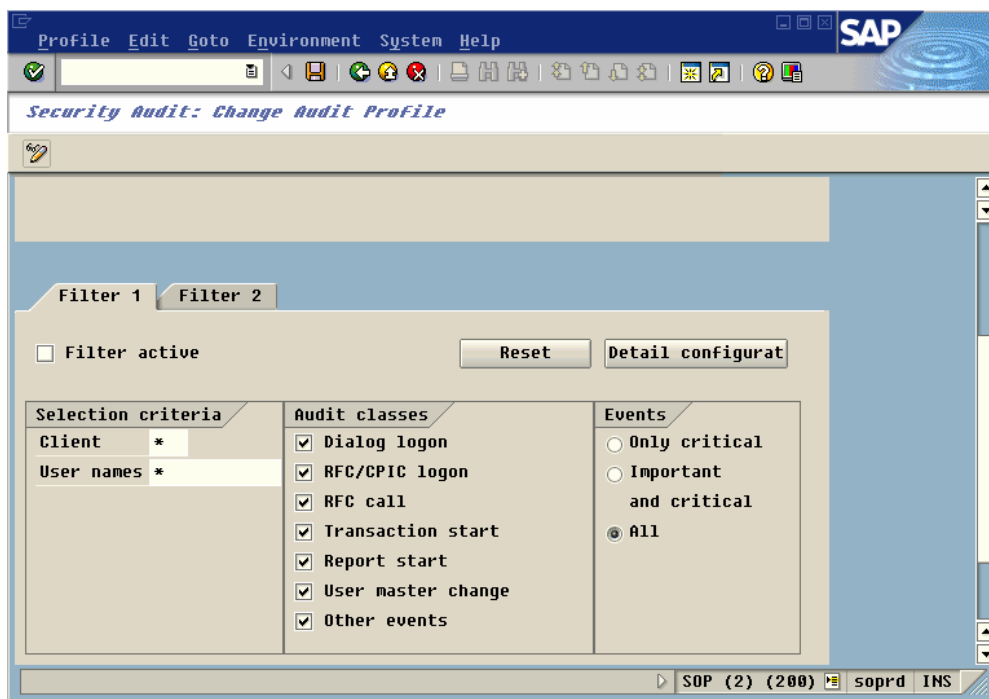 Profile Edit Goto Environment System Help
SAP
Security Audit: Change Audit Profile
Filter 1 Filter 2
Filter active Reset Detail configurat
Selection criteria
Client *
User names *
Audit classes
Dialog logon
RFC/CPIC logon
RFC call
Transaction start
Report start
User master change
Other events
Events
Only critical
Important
and critical
All
SOP (2) (200) soprd INS